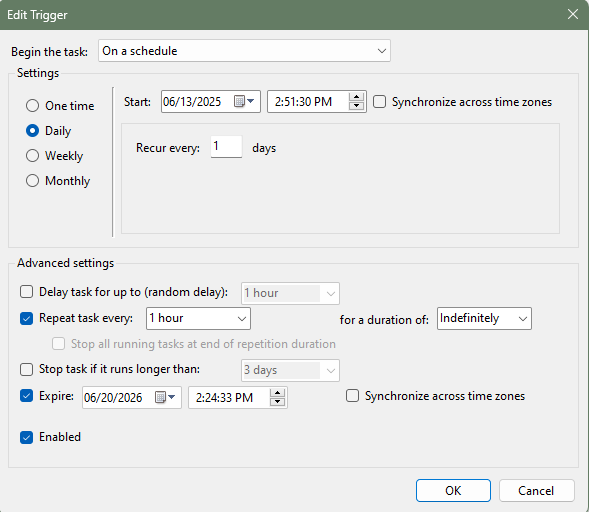 Edit Trigger
Begin the task: On a schedule
Settings
One time
Start: 06/13/2025 2:51:30 PM Synchronize across time zones
Daily
Recur every: 1 days
Weekly
Monthly
Advanced settings
Delay task for up to (random delay): 1 hour
Repeat task every: 1 hour for a duration of: Indefinitely
Stop all running tasks at end of repetition duration
Stop task if it runs longer than: 3 days
Expire: 06/20/2026 2:24:33 PM Synchronize across time zones
Enabled
OK Cancel